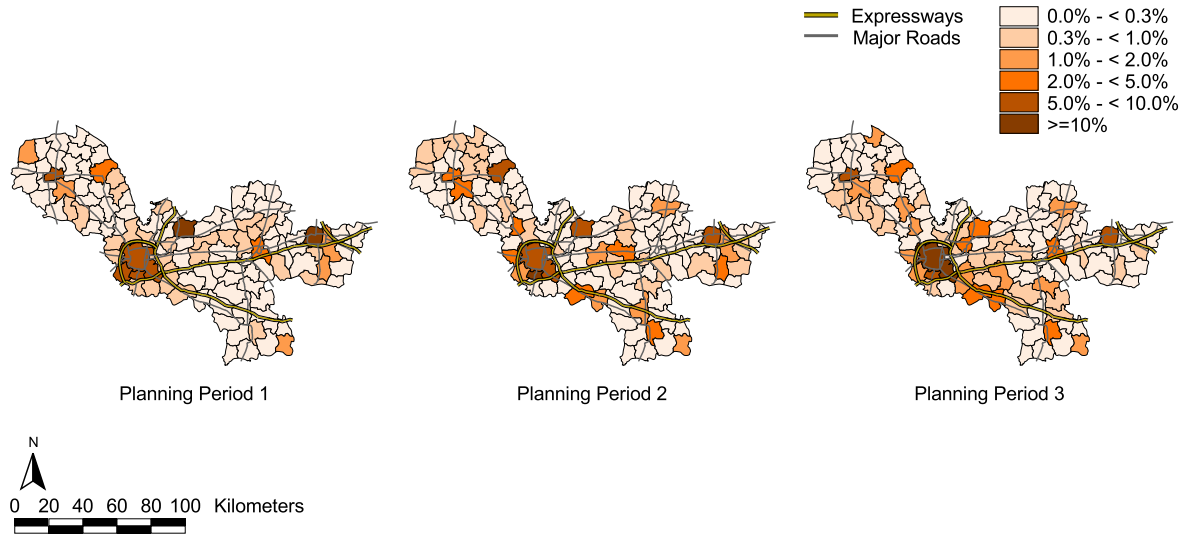 Expressways
Major Roads
0.0% - < 0.3%
0.3% - < 1.0%
1.0% - < 2.0%
2.0% - < 5.0%
5.0% - < 10.0%
>=10%
Planning Period 1
Planning Period 2
Planning Period 3
N
0 20 40 60 80 100 Kilometers